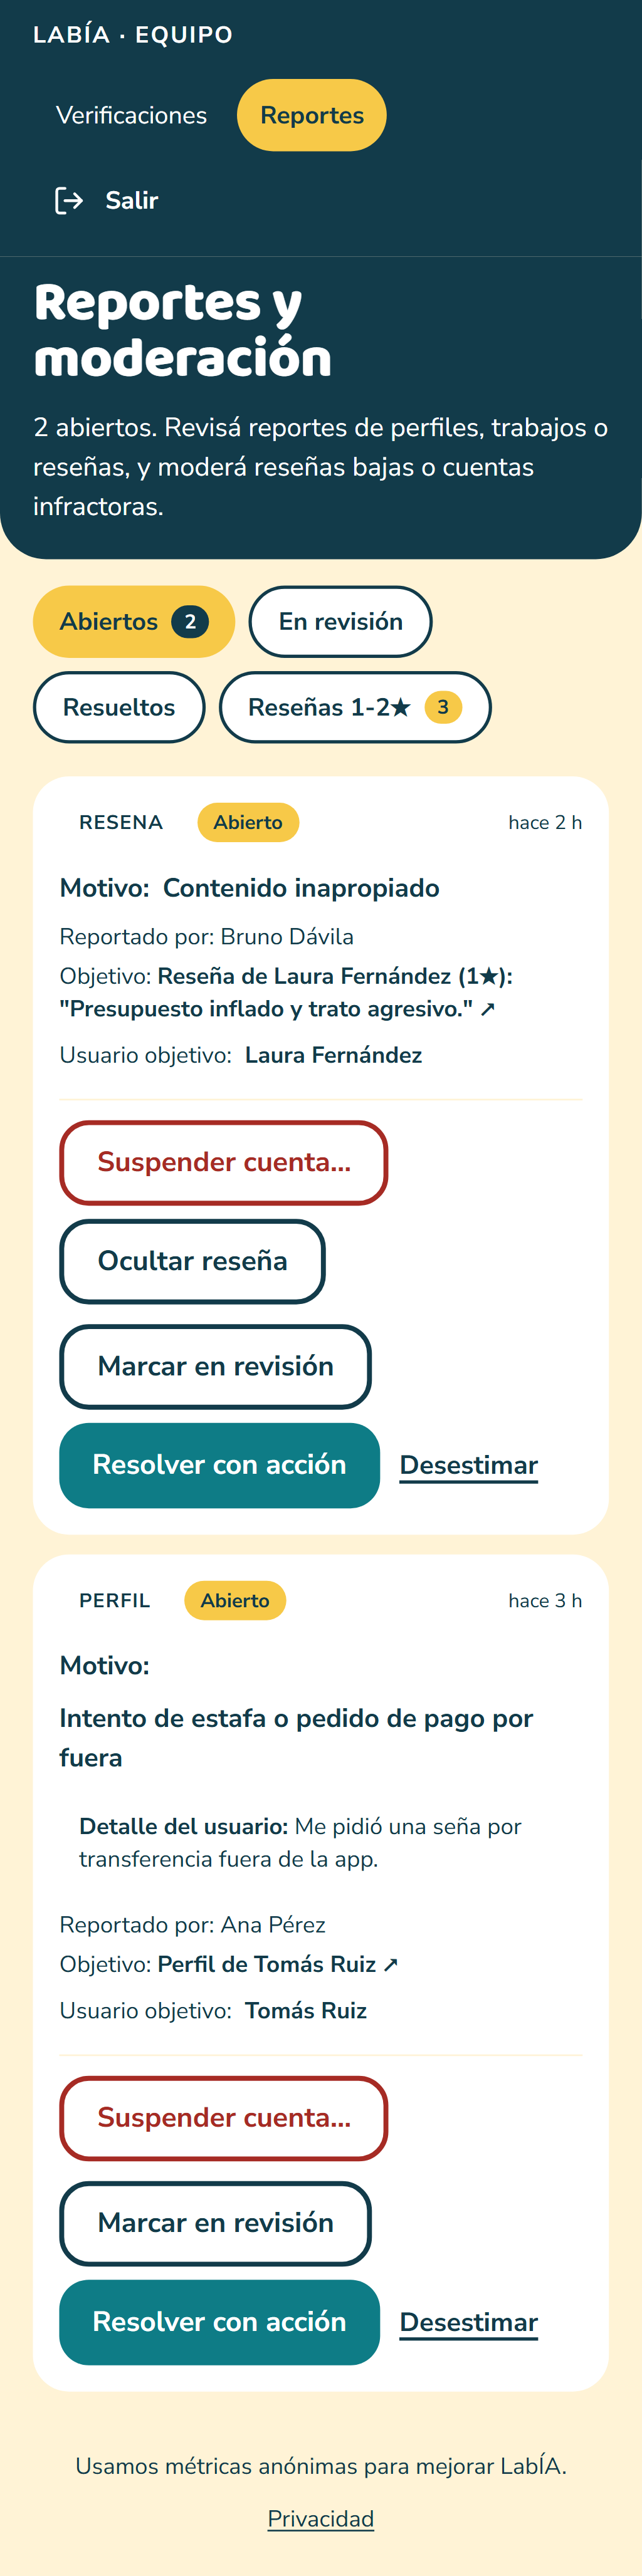 LABÍA · EQUIPO
Verificaciones
Reportes
Salir
Reportes y
moderación
2 abiertos. Revisá reportes de perfiles, trabajos o
reseñas, y moderá reseñas bajas o cuentas
infractoras.
Abiertos 2
En revisión
Resueltos
Reseñas 1-2★ 3
RESENA
Abierto
hace 2 h
Motivo: Contenido inapropiado
Reportado por: Bruno Dávila
Objetivo: Reseña de Laura Fernández (1★):
"Presupuesto inflado y trato agresivo." ↗
Usuario objetivo: Laura Fernández
Suspender cuenta...
Ocultar reseña
Marcar en revisión
Resolver con acción
Desestimar
PERFIL
Abierto
hace 3 h
Motivo:
Intento de estafa o pedido de pago por
fuera
Detalle del usuario: Me pidió una seña por
transferencia fuera de la app.
Reportado por: Ana Pérez
Objetivo: Perfil de Tomás Ruiz ↗
Usuario objetivo: Tomás Ruiz
Suspender cuenta...
Marcar en revisión
Resolver con acción
Desestimar
Usamos métricas anónimas para mejorar LabÍA.
Privacidad